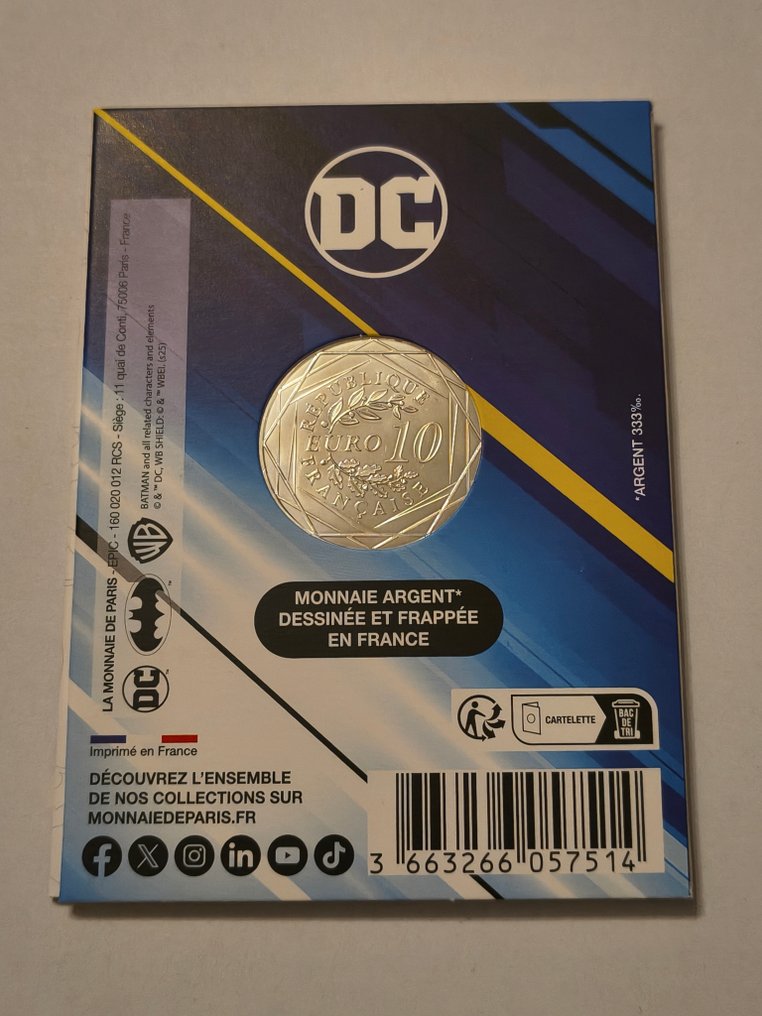 DC
RÉPUBLIQUE
EURO 10
FRANÇAISE
*ARGENT 333‰.
MONNAIE ARGENT*
DESSINÉE ET FRAPPÉE
EN FRANCE
LA MONNAIE DE PARIS - EPIC - 160 020 012 RCS - Siège : 11 quai de Conti, 75006 Paris - France
BATMAN and all related characters and elements
© & ™ DC, WB SHIELD: © & ™ WBEI. (s25)
DC™
WB
™
CARTELETTE
BAC
DE
TRI
Imprimé en France
DÉCOUVREZ L'ENSEMBLE
DE NOS COLLECTIONS SUR
MONNAIEDEPARIS.FR
3 663266 057514